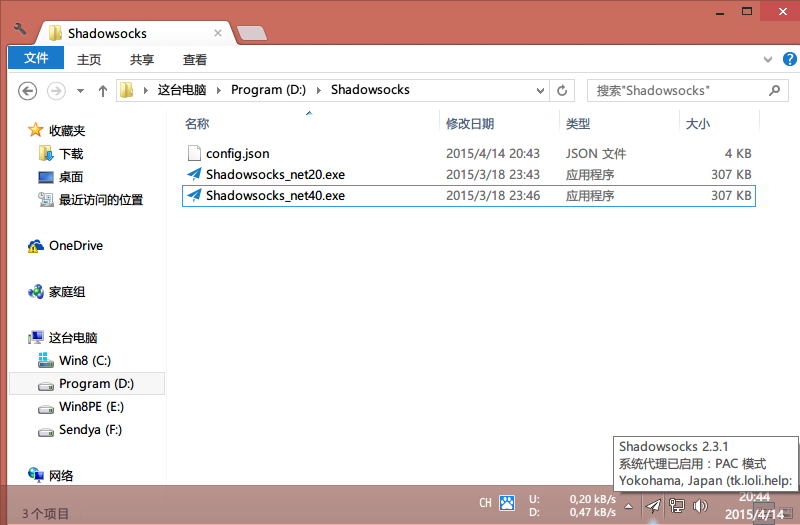 Shadowsocks
文件 主页 共享 查看
这台电脑 Program (D:) Shadowsocks 搜索"Shadowsocks"
名称 修改日期 类型 大小
config.json 2015/4/14 20:43 JSON 文件 4 KB
Shadowsocks_net20.exe 2015/3/18 23:43 应用程序 307 KB
Shadowsocks_net40.exe 2015/3/18 23:46 应用程序 307 KB
收藏夹
下载
桌面
最近访问的位置
OneDrive
家庭组
这台电脑
Win8 (C:)
Program (D:)
Win8PE (E:)
Sendya (F:)
网络
3 个项目
Shadowsocks 2.3.1
系统代理已启用：PAC 模式
Yokohama, Japan (tk.loli.help:
CH U: 0,20 kB/s 20:44
D: 0,47 kB/s 2015/4/14